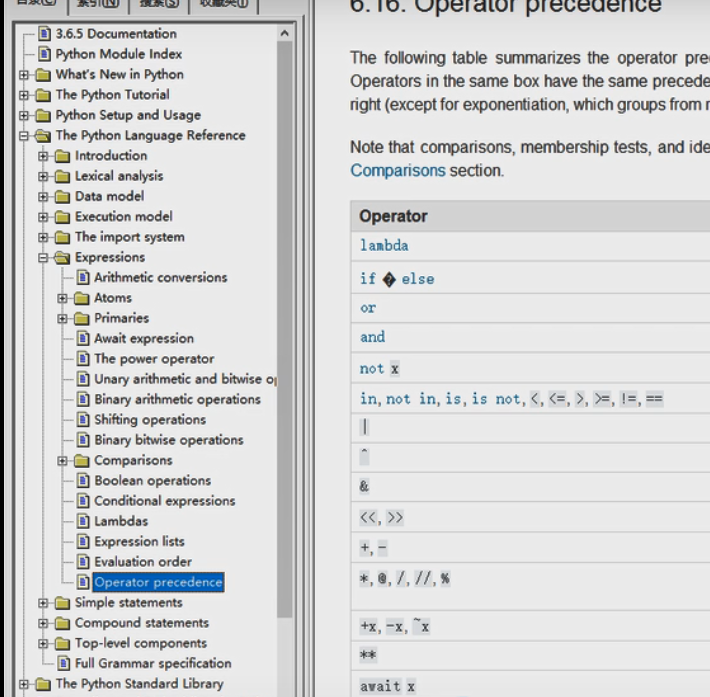 目录(C) 索引(N) 搜索(S) 收藏夹(I)
3.6.5 Documentation
Python Module Index
What's New in Python
The Python Tutorial
Python Setup and Usage
The Python Language Reference
Introduction
Lexical analysis
Data model
Execution model
The import system
Expressions
Arithmetic conversions
Atoms
Primaries
Await expression
The power operator
Unary arithmetic and bitwise
Binary arithmetic operations
Shifting operations
Binary bitwise operations
Comparisons
Boolean operations
Conditional expressions
Lambdas
Expression lists
Evaluation order
Operator precedence
Simple statements
Compound statements
Top-level components
Full Grammar specification
The Python Standard Library
6.16. Operator precedence
The following table summarizes the operator pre
Operators in the same box have the same precede
right (except for exponentiation, which groups from r
Note that comparisons, membership tests, and ide
Comparisons section.
Operator
lambda
if � else
or
and
not x
in, not in, is, is not, <, <=, >, >=, !=, ==
|
^
&
<<, >>
+, -
*, @, /, //, %
+x, -x, ~x
**
await x